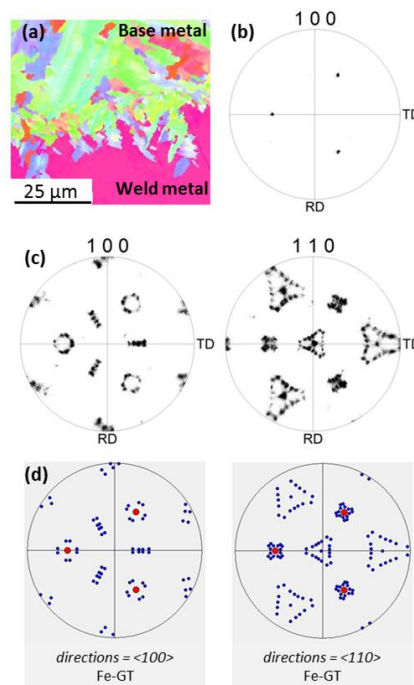 (a)
Base metal
25 µm
Weld metal
(b)
1 0 0
TD
RD
(c)
1 0 0
TD
RD
1 1 0
TD
RD
(d)
directions = <100>
Fe-GT
directions = <110>
Fe-GT